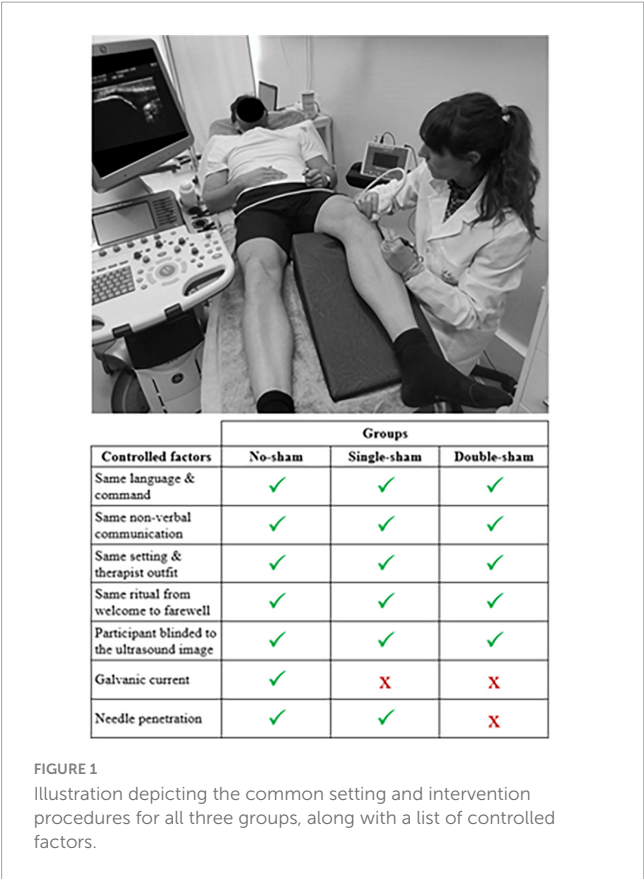 Groups
Controlled factors No-sham Single-sham Double-sham
Same language &
command ✓ ✓ ✓
Same non-verbal
communication ✓ ✓ ✓
Same setting &
therapist outfit ✓ ✓ ✓
Same ritual from
welcome to farewell ✓ ✓ ✓
Participant blinded to
the ultrasound image ✓ ✓ ✓
Galvanic current ✓ X X
Needle penetration ✓ ✓ X
FIGURE 1
Illustration depicting the common setting and intervention
procedures for all three groups, along with a list of controlled
factors.